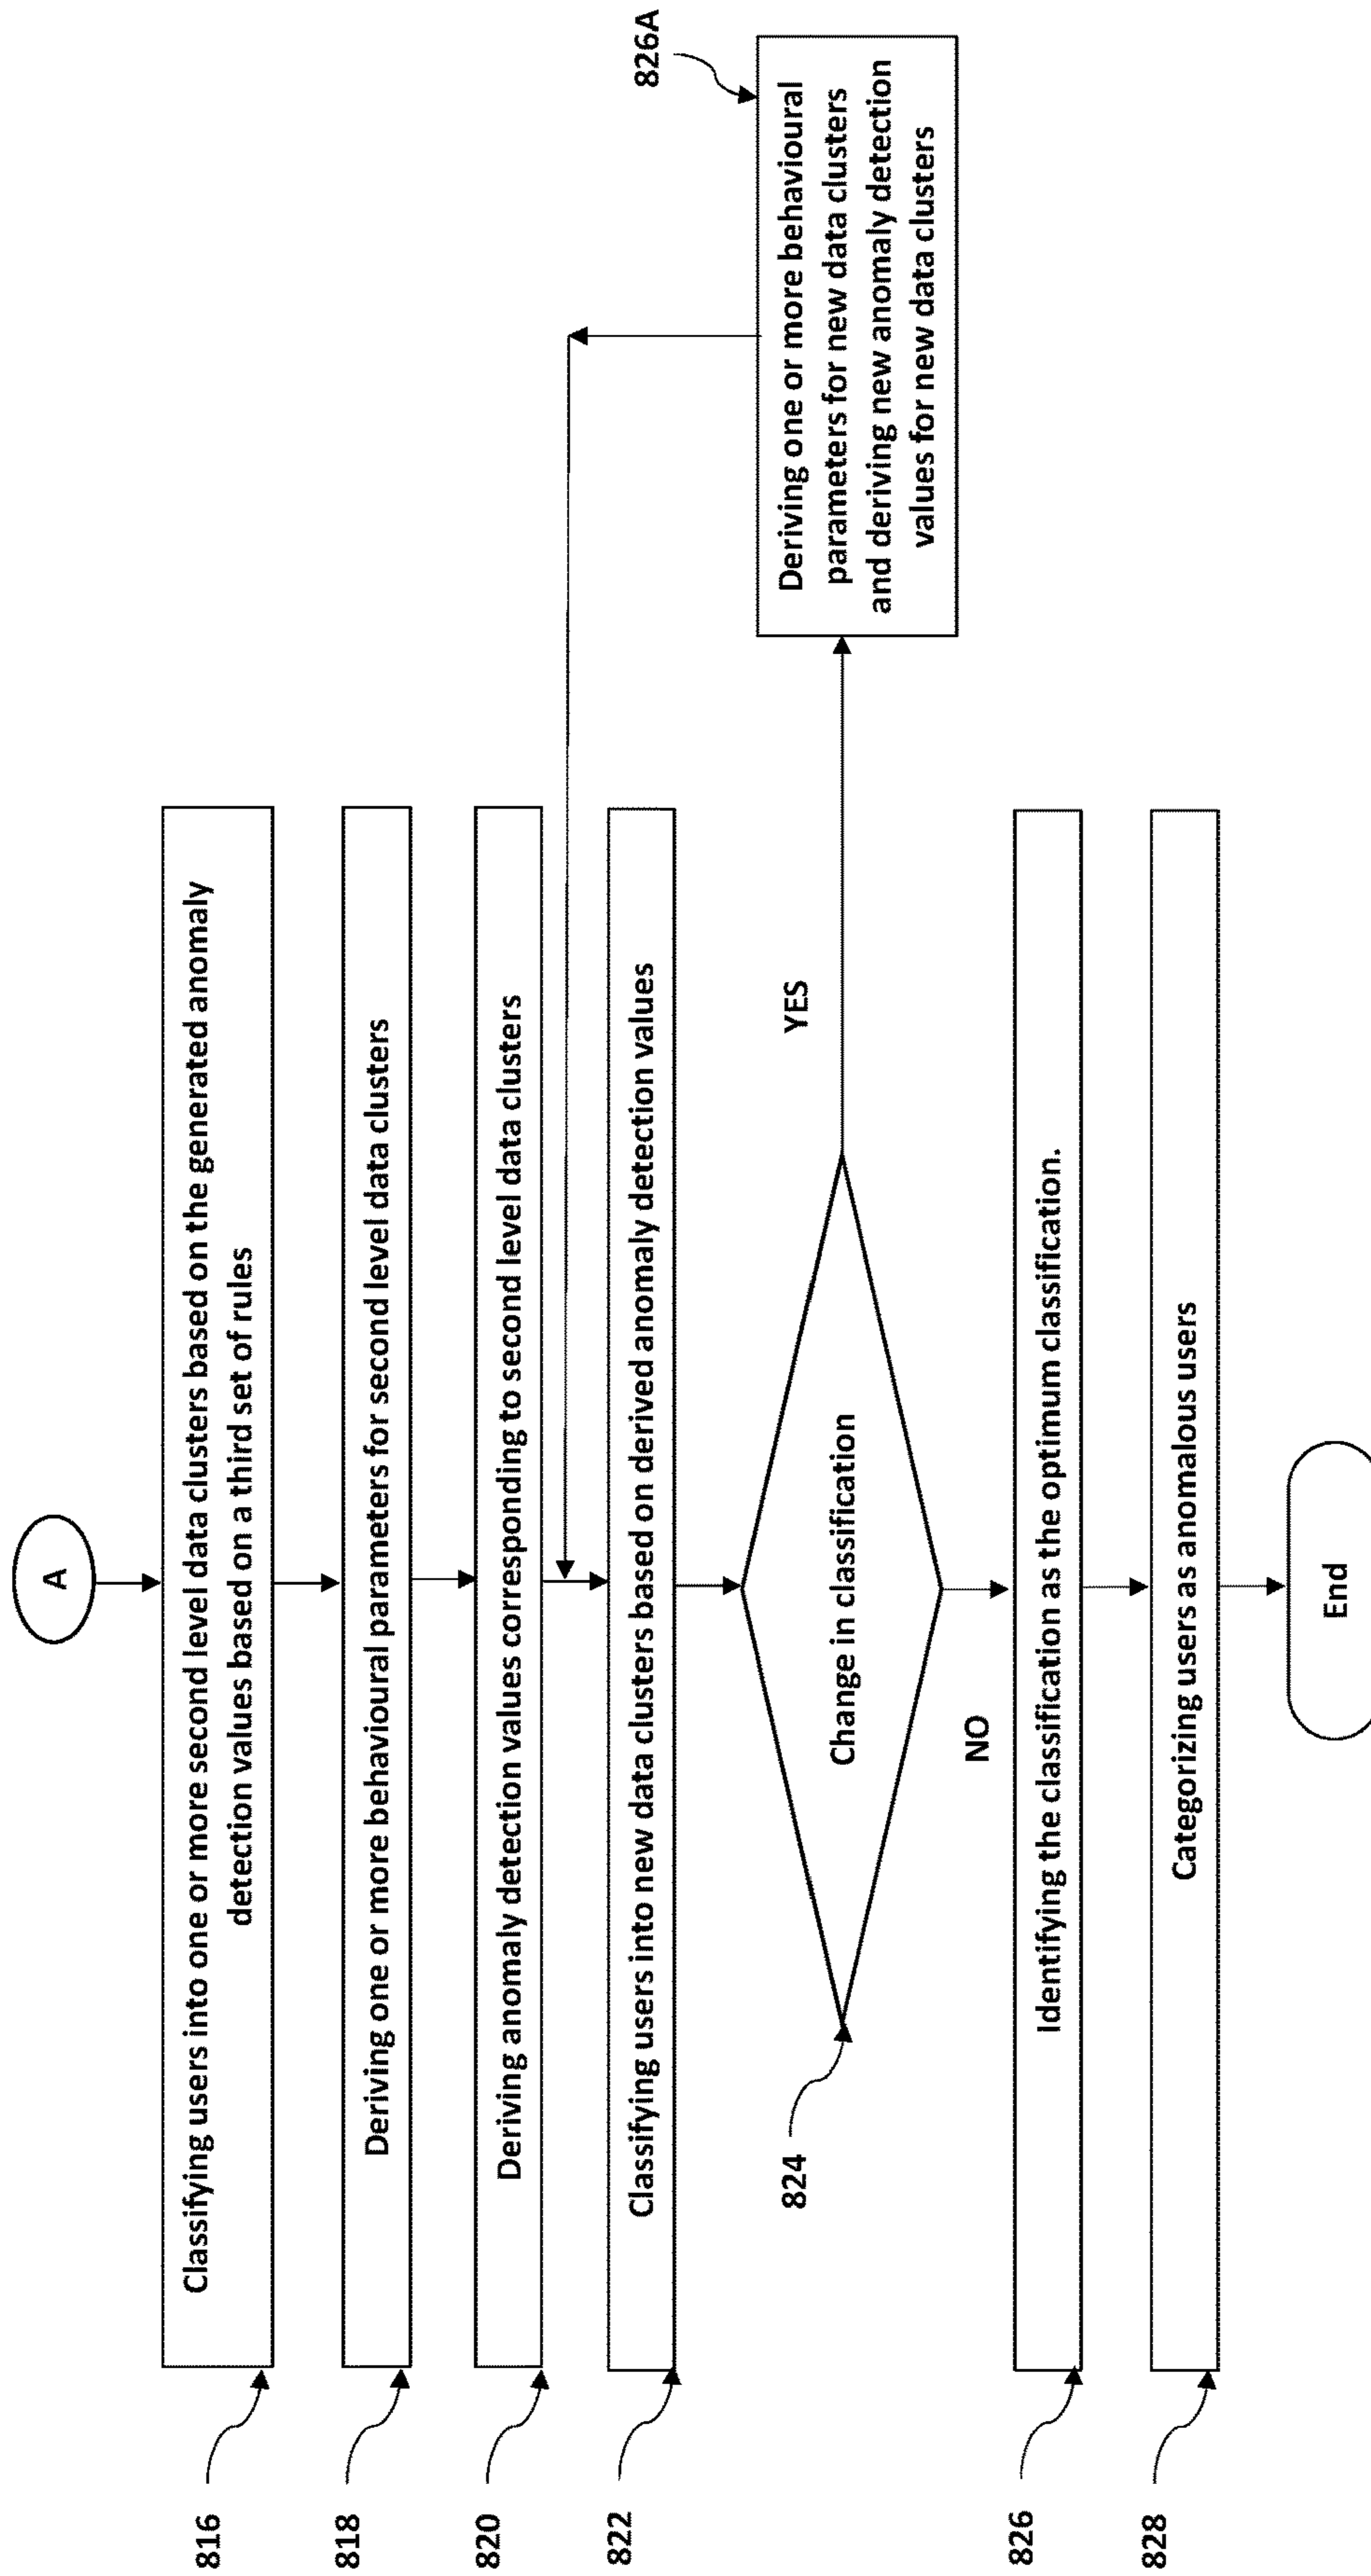 A
816
Classifying users into one or more second level data clusters based on the generated anomaly
detection values based on a third set of rules
818
Deriving one or more behavioural parameters for second level data clusters
820
Deriving anomaly detection values corresponding to second level data clusters
822
Classifying users into new data clusters based on derived anomaly detection values
824
Change in classification
YES
826A
Deriving one or more behavioural
parameters for new data clusters
and deriving new anomaly detection
values for new data clusters
NO
826
Identifying the classification as the optimum classification.
828
Categorizing users as anomalous users
End